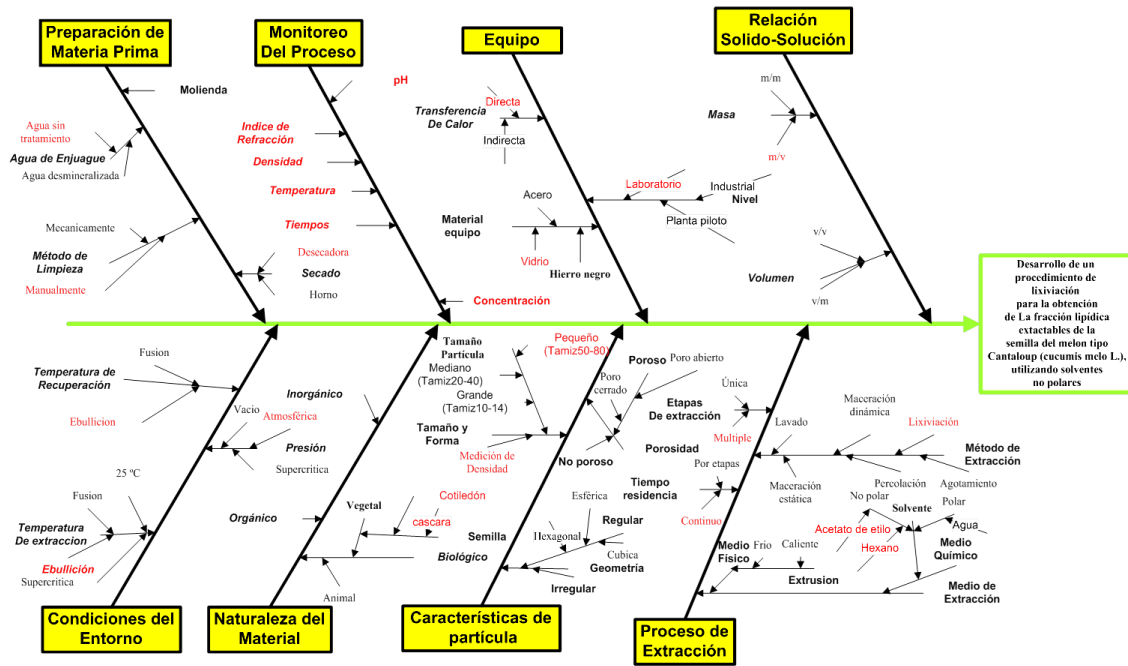 Preparación de
Materia Prima
Monitoreo
Del Proceso
Equipo
Relación
Solido-Solución
Molienda
Agua sin
tratamiento
Agua de Enjuague
Agua desmineralizada
Mecanicamente
Método de
Limpieza
Manualmente
Desecadora
Secado
Horno
pH
Indice de
Refracción
Densidad
Temperatura
Tiempos
Concentración
Directa
Transferencia
De Calor
Indirecta
Acero
Material
equipo
Vidrio
Hierro negro
Laboratorio
Industrial
Nivel
Planta piloto
m/m
Masa
m/v
v/v
Volumen
v/m
Desarrollo de un
procedimiento de
lixiviación
para la obtención
de La fracción lipídica
extactables de la
semilla del melon tipo
Cantaloup (cucumis melo L.),
utilizando solventes
no polares
Fusion
Temperatura de
Recuperación
Ebullicion
Vacio
Atmosférica
Presión
Supercritica
25 ºC
Fusion
Temperatura
De extraccion
Ebullición
Supercritica
Inorgánico
Orgánico
Vegetal
Cotiledón
cascara
Biológico
Animal
Tamaño
Partícula
Pequeño
(Tamiz50-80)
Mediano
(Tamiz20-40)
Grande
(Tamiz10-14)
Tamaño y
Forma
Medición de
Densidad
Poroso
Poro abierto
Poro
cerrado
No poroso
Porosidad
Semilla
Esférica
Regular
Hexagonal
Cubica
Geometría
Irregular
Etapas
De extracción
Única
Multiple
Tiempo
residencia
Por etapas
Continuo
Lavado
Maceración
dinámica
Lixiviación
Método de
Extracción
Maceración
estática
Percolación
Agotamiento
No polar
Solvente
Polar
Acetato de etilo
Agua
Hexano
Medio
Químico
Medio
Físico
Frio
Caliente
Extrusion
Medio de
Extracción
Condiciones del
Entorno
Naturaleza del
Material
Características de
partícula
Proceso de
Extracción